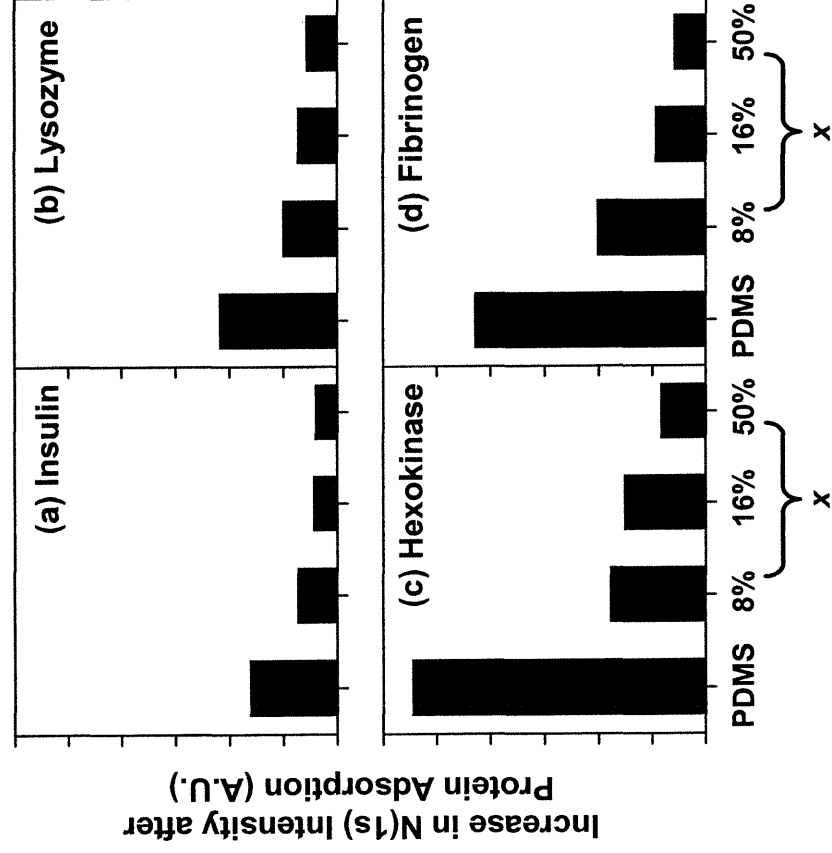 Increase in N(1s) Intensity after
Protein Adsorption (A.U.)
(a) Insulin
(b) Lysozyme
(c) Hexokinase
(d) Fibrinogen
PDMS 8% 16% 50% PDMS 8% 16% 50%
x x